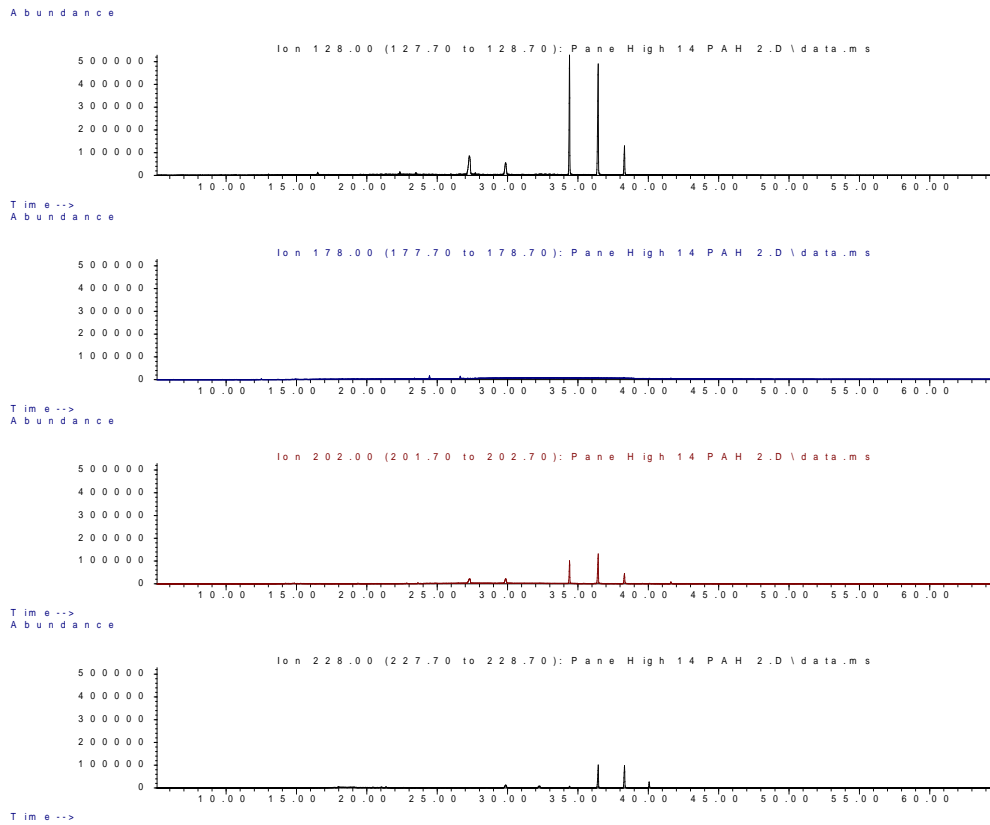 Abundance
Ion 128.00 (127.70 to 128.70): Pane High 14 PAH 2.D\data.ms
500000
400000
300000
200000
100000
0
10.00 15.00 20.00 25.00 30.00 35.00 40.00 45.00 50.00 55.00 60.00
Time-->
Abundance
Ion 178.00 (177.70 to 178.70): Pane High 14 PAH 2.D\data.ms
500000
400000
300000
200000
100000
0
10.00 15.00 20.00 25.00 30.00 35.00 40.00 45.00 50.00 55.00 60.00
Time-->
Abundance
Ion 202.00 (201.70 to 202.70): Pane High 14 PAH 2.D\data.ms
500000
400000
300000
200000
100000
0
10.00 15.00 20.00 25.00 30.00 35.00 40.00 45.00 50.00 55.00 60.00
Time-->
Abundance
Ion 228.00 (227.70 to 228.70): Pane High 14 PAH 2.D\data.ms
500000
400000
300000
200000
100000
0
10.00 15.00 20.00 25.00 30.00 35.00 40.00 45.00 50.00 55.00 60.00
Time-->